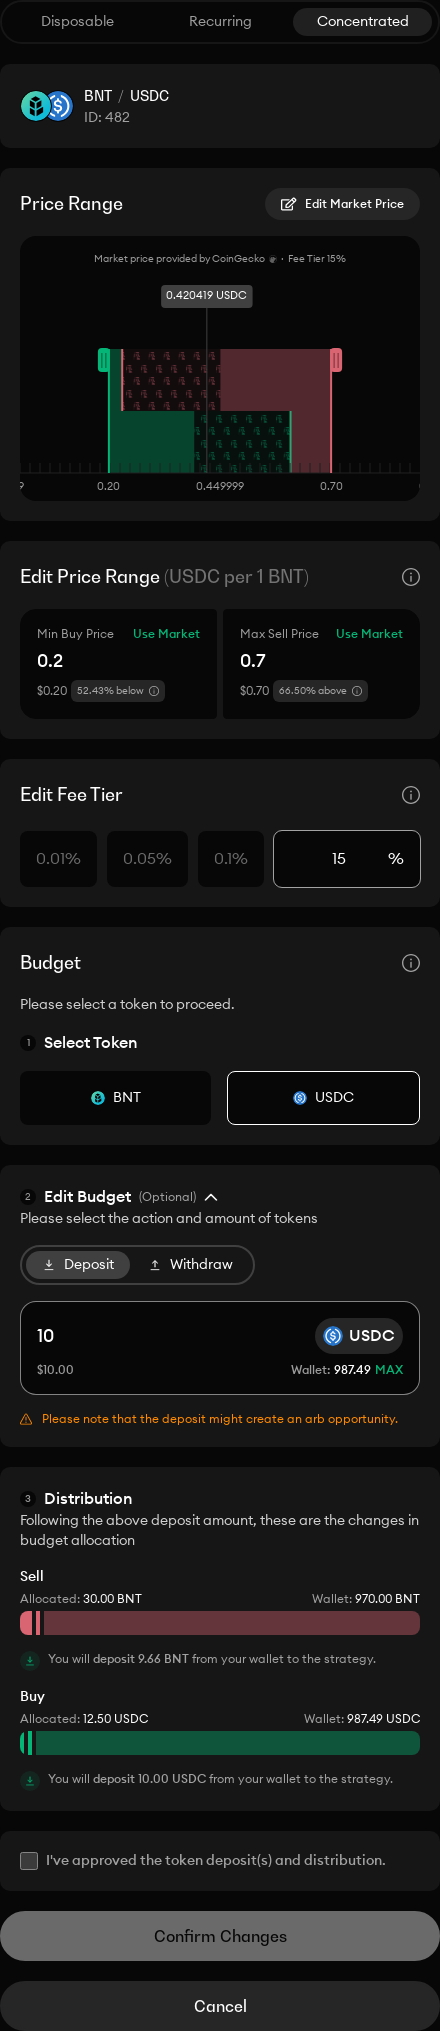 Disposable Recurring Concentrated
BNT / USDC
ID: 482
Price Range
Edit Market Price
Market price provided by CoinGecko · Fee Tier 15%
0.420419 USDC
9 0.20 0.449999 0.70
Edit Price Range (USDC per 1 BNT)
Min Buy Price Use Market
0.2
$0.20 52.43% below
Max Sell Price Use Market
0.7
$0.70 66.50% above
Edit Fee Tier
0.01% 0.05% 0.1% 15 %
Budget
Please select a token to proceed.
1 Select Token
BNT USDC
2 Edit Budget (Optional)
Please select the action and amount of tokens
Deposit Withdraw
10 USDC
$10.00 Wallet: 987.49 MAX
Please note that the deposit might create an arb opportunity.
3 Distribution
Following the above deposit amount, these are the changes in
budget allocation
Sell
Allocated: 30.00 BNT Wallet: 970.00 BNT
You will deposit 9.66 BNT from your wallet to the strategy.
Buy
Allocated: 12.50 USDC Wallet: 987.49 USDC
You will deposit 10.00 USDC from your wallet to the strategy.
I've approved the token deposit(s) and distribution.
Confirm Changes
Cancel